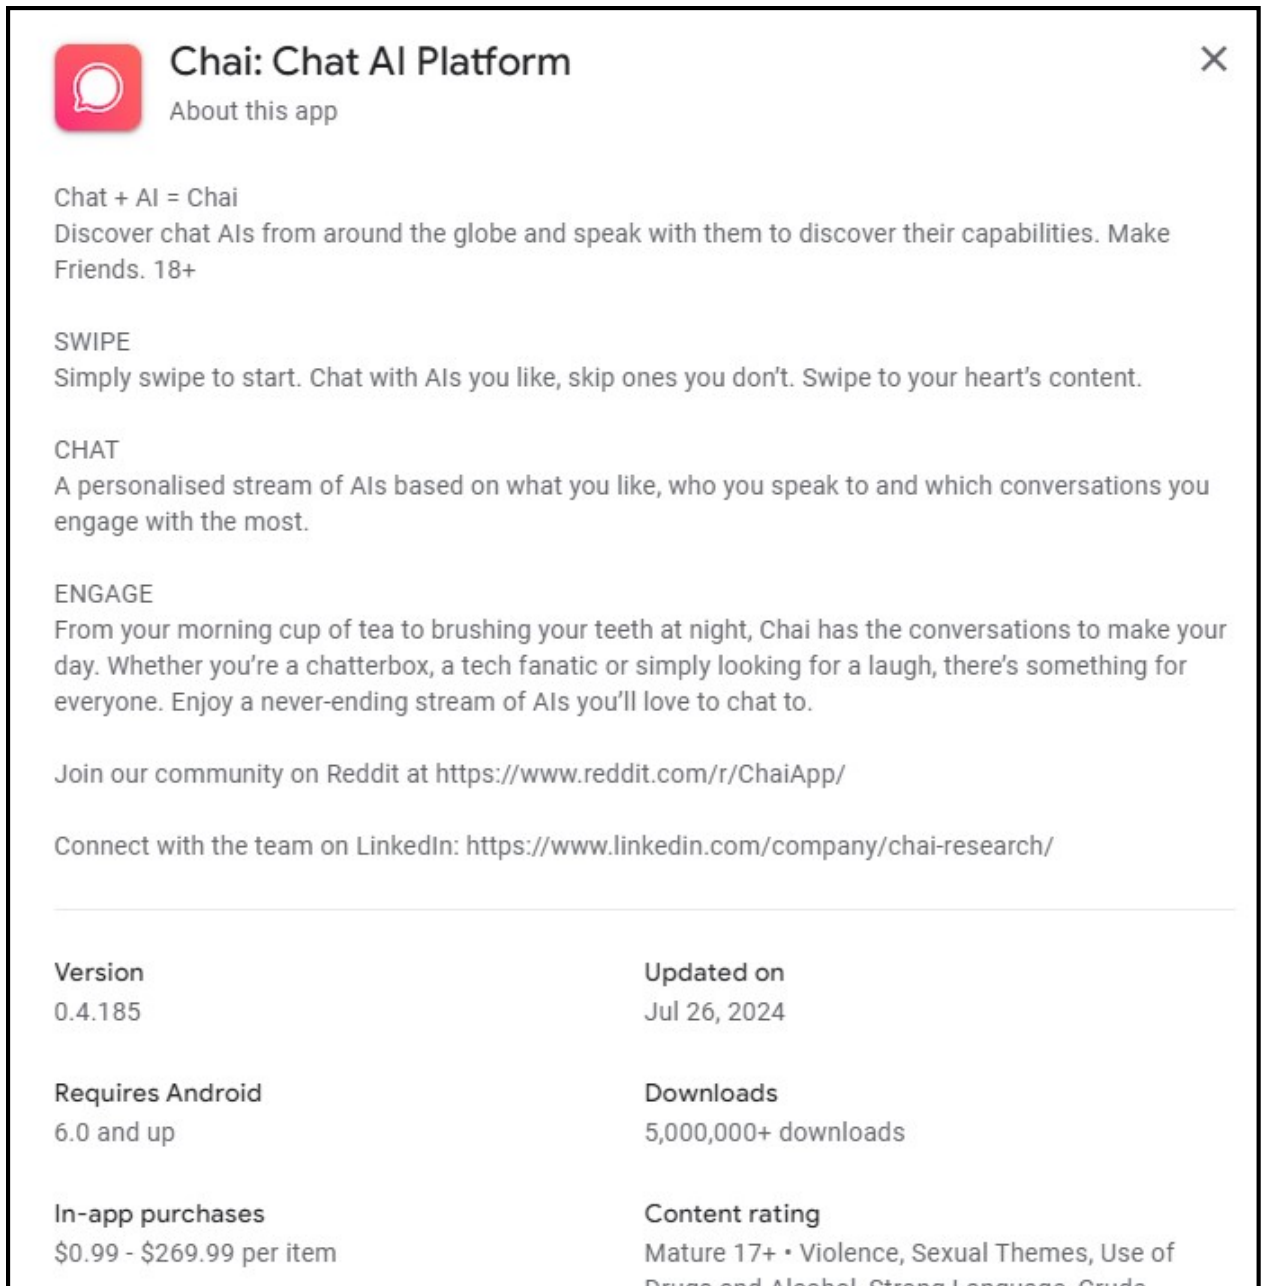 Chai: Chat AI Platform
About this app
Chat + AI = Chai
Discover chat AIs from around the globe and speak with them to discover their capabilities. Make
Friends. 18+
SWIPE
Simply swipe to start. Chat with AIs you like, skip ones you don’t. Swipe to your heart’s content.
CHAT
A personalised stream of AIs based on what you like, who you speak to and which conversations you
engage with the most.
ENGAGE
From your morning cup of tea to brushing your teeth at night, Chai has the conversations to make your
day. Whether you’re a chatterbox, a tech fanatic or simply looking for a laugh, there’s something for
everyone. Enjoy a never-ending stream of AIs you’ll love to chat to.
Join our community on Reddit at https://www.reddit.com/r/ChaiApp/
Connect with the team on LinkedIn: https://www.linkedin.com/company/chai-research/
Version
0.4.185
Updated on
Jul 26, 2024
Requires Android
6.0 and up
Downloads
5,000,000+ downloads
In-app purchases
$0.99 - $269.99 per item
Content rating
Mature 17+ • Violence, Sexual Themes, Use of
Drugs and Alcohol, Strong Language, Crude